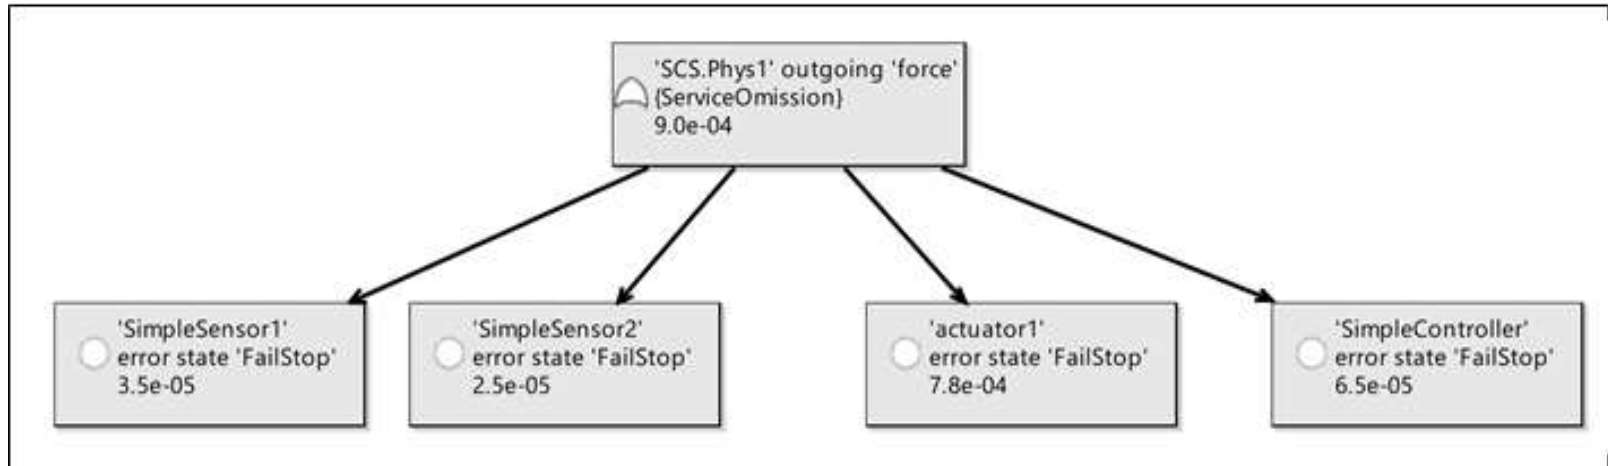 'SCS.Phys1' outgoing 'force'
{ServiceOmission}
9.0e-04
'SimpleSensor1'
error state 'FailStop'
3.5e-05
'SimpleSensor2'
error state 'FailStop'
2.5e-05
'actuator1'
error state 'FailStop'
7.8e-04
'SimpleController'
error state 'FailStop'
6.5e-05